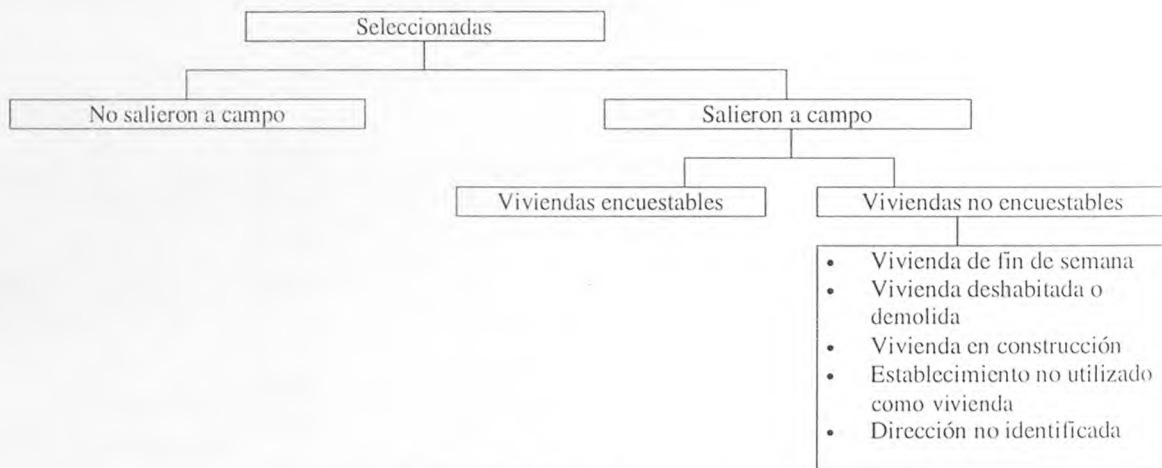 Seleccionadas
No salieron a campo
Salieron a campo
Viviendas encuestables
Viviendas no encuestables
• Vivienda de fin de semana
• Vivienda deshabitada o
demolida
• Vivienda en construcción
• Establecimiento no utilizado
como vivienda
• Dirección no identificada